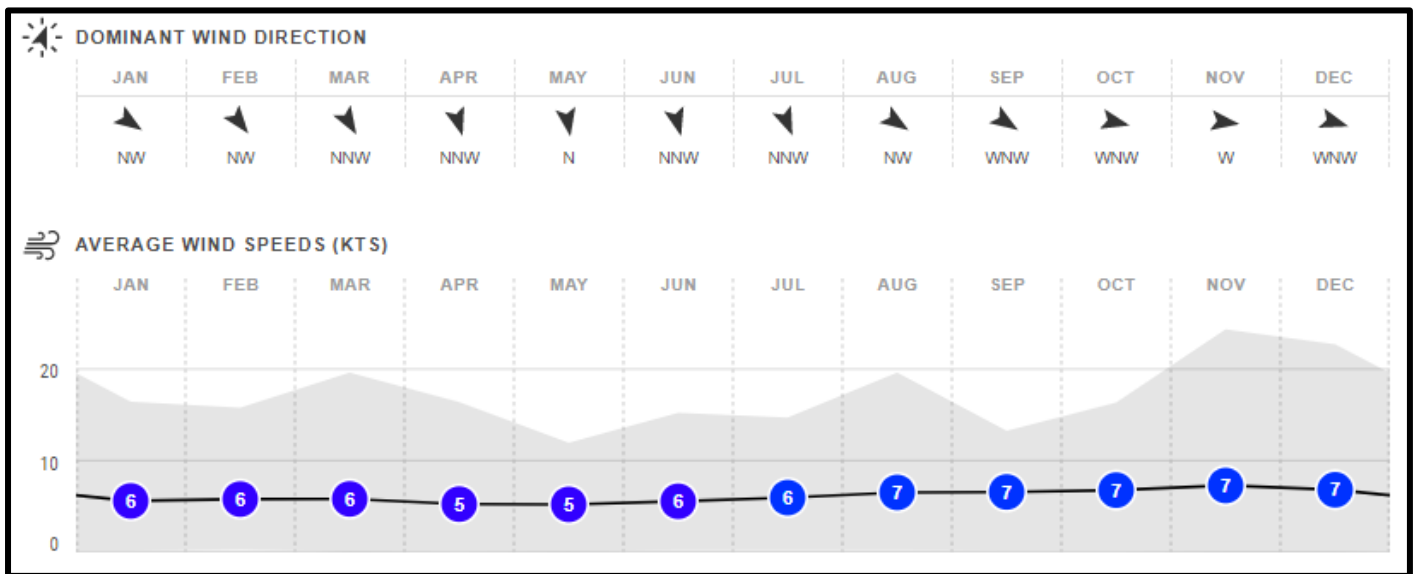 DOMINANT WIND DIRECTION
JAN FEB MAR APR MAY JUN JUL AUG SEP OCT NOV DEC
NW NW NNW NNW N NNW NNW NW WNW WNW W WNW
AVERAGE WIND SPEEDS (KTS)
JAN FEB MAR APR MAY JUN JUL AUG SEP OCT NOV DEC
20
10
6 6 6 5 5 6 6 7 7 7 7 7
0